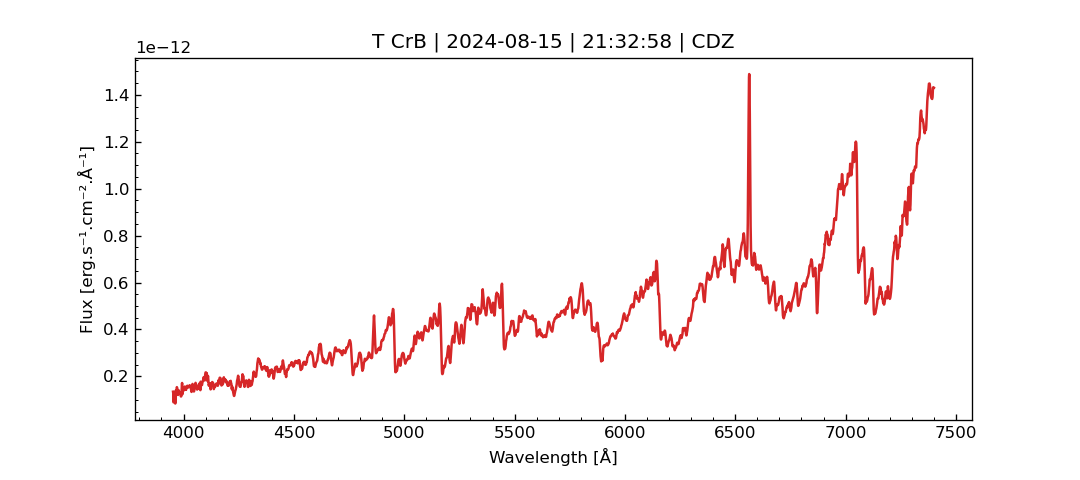 T CrB | 2024-08-15 | 21:32:58 | CDZ
1e−12
1.4
1.2
1.0
0.8
0.6
0.4
0.2
Flux [erg.s⁻¹.cm⁻².Å⁻¹]
4000 4500 5000 5500 6000 6500 7000 7500
Wavelength [Å]